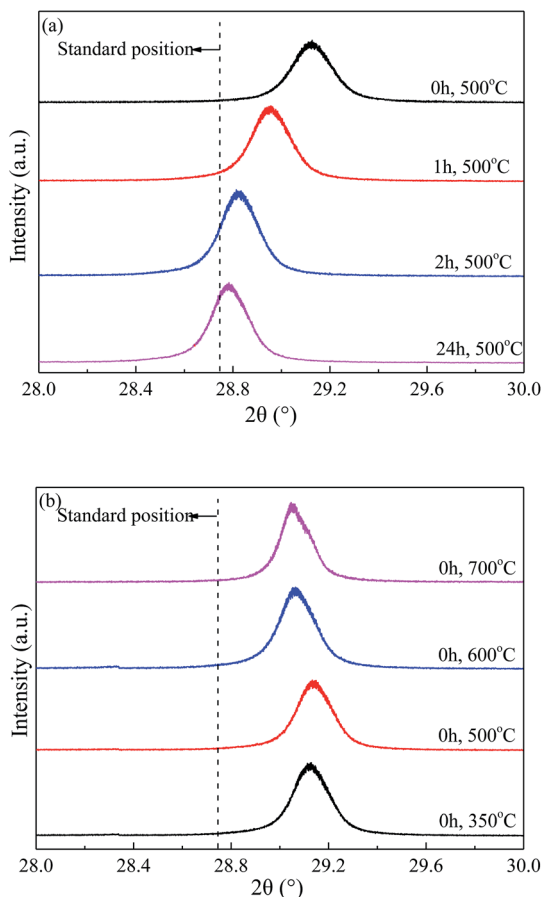 (a)
Standard position
0h, 500°C
1h, 500°C
2h, 500°C
24h, 500°C
Intensity (a.u.)
28.0 28.4 28.8 29.2 29.6 30.0
2θ (°)
(b)
Standard position
0h, 700°C
0h, 600°C
0h, 500°C
0h, 350°C
Intensity (a.u.)
28.0 28.4 28.8 29.2 29.6 30.0
2θ (°)